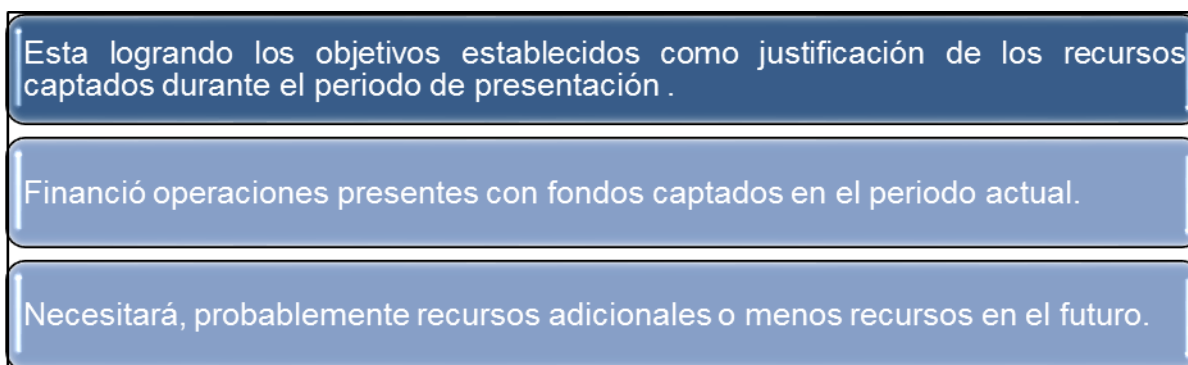 Esta logrando los objetivos establecidos como justificación de los recursos
captados durante el periodo de presentación .
Financió operaciones presentes con fondos captados en el periodo actual.
Necesitará, probablemente recursos adicionales o menos recursos en el futuro.